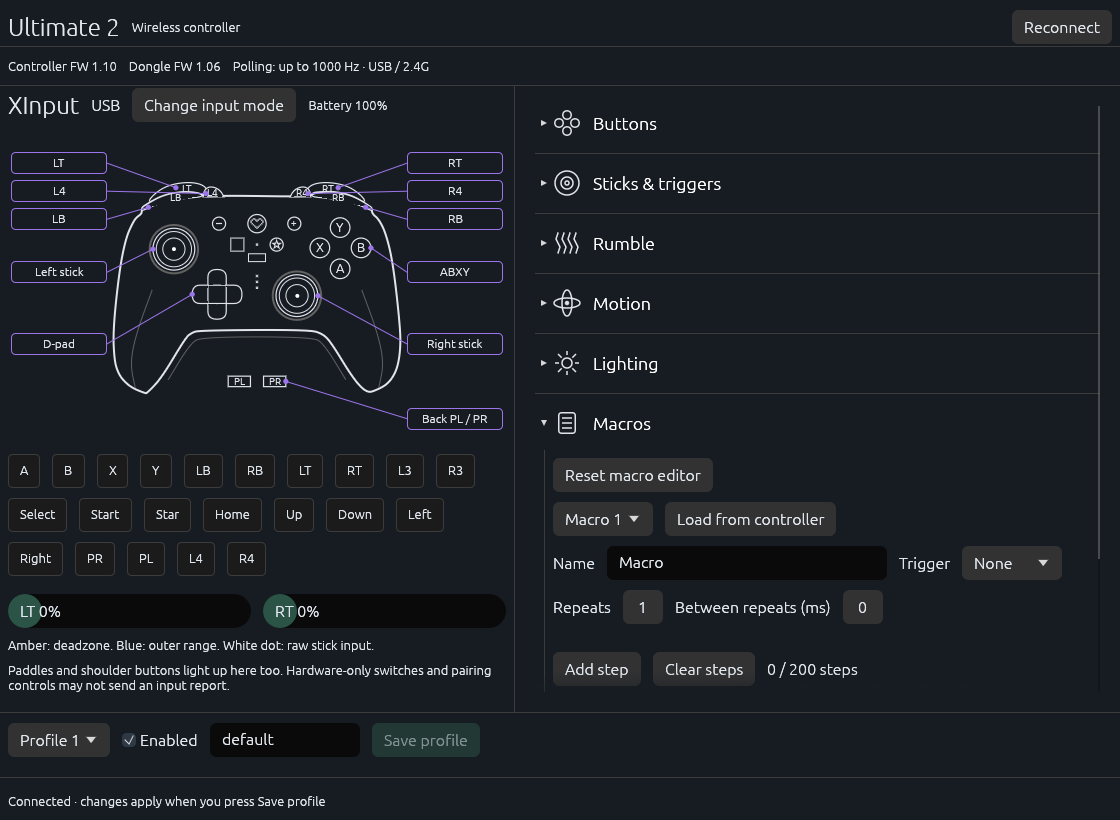 Ultimate 2 Wireless controller Reconnect
Controller FW 1.10 Dongle FW 1.06 Polling: up to 1000 Hz · USB / 2.4G
XInput USB Change input mode Battery 100%
LT LT RT RT
L4 L4 R4 R4
LB LB RB RB
Y
X B
A
Left stick ABXY
D-pad Right stick
PL PR
Back PL / PR
A B X Y LB RB LT RT L3 R3
Select Start Star Home Up Down Left
Right PR PL L4 R4
LT 0% RT 0%
Amber: deadzone. Blue: outer range. White dot: raw stick input.
Paddles and shoulder buttons light up here too. Hardware-only switches and pairing
controls may not send an input report.
Buttons
Sticks & triggers
Rumble
Motion
Lighting
Macros
Reset macro editor
Macro 1 Load from controller
Name Macro Trigger None
Repeats 1 Between repeats (ms) 0
Add step Clear steps 0 / 200 steps
Profile 1 Enabled default Save profile
Connected · changes apply when you press Save profile